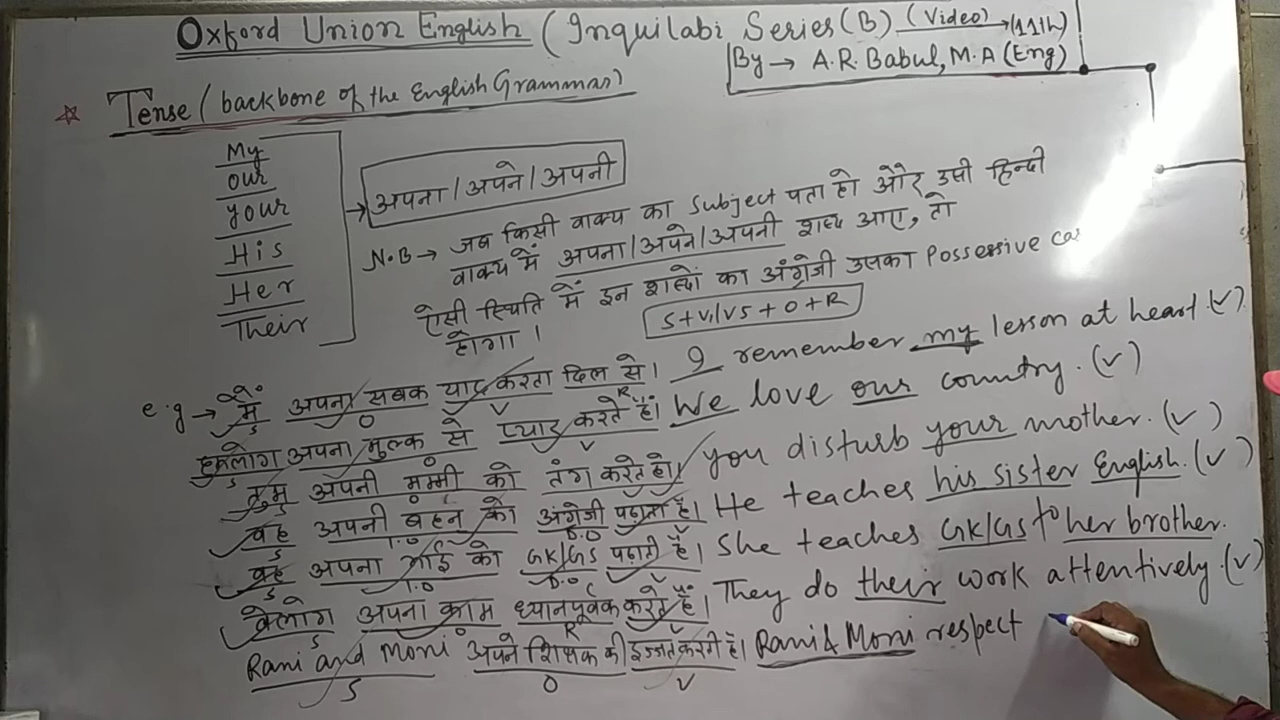 Oxford Union English (Inquilabi Series (B) (Video) → (11th)
By → A.R. Babul, M.A (Eng)
☆ Tense (backbone of the English Grammar)
My
our
your
His
Her
Their
→ अपना / अपने / अपनी
N.B → जब किसी वाक्य का Subject पता हो और उसी हिन्दी
वाक्य में अपना / अपने / अपनी शब्द आए, तो
ऐसी स्थिति में इन शब्दों का अंग्रेजी उसका Possessive cas
होगा ।
S + V1/V5 + O + R
e.g → मैं अपना सबक याद करता दिल से। I remember my lesson at heart. (V)
S O V R
हमलोग अपना मुल्क से प्यार करते हैं। We love our country. (V)
S O V
तुम अपनी मम्मी को तंग करते हो। you disturb your mother. (V)
S O V
वह अपनी बहन को अंग्रेजी पढ़ाता है। He teaches his sister English. (V)
S I.O D.O V
वह अपना भाई को GK/GS पढ़ाती है। She teaches GK/GS to her brother.
S I.O D.O V
वेलोग अपना काम ध्यानपूर्वक करते हैं। They do their work attentively. (V)
S O R V
Rani and Moni अपने शिक्षक की इज्जत करती हैं। Rani & Moni respect
S O V